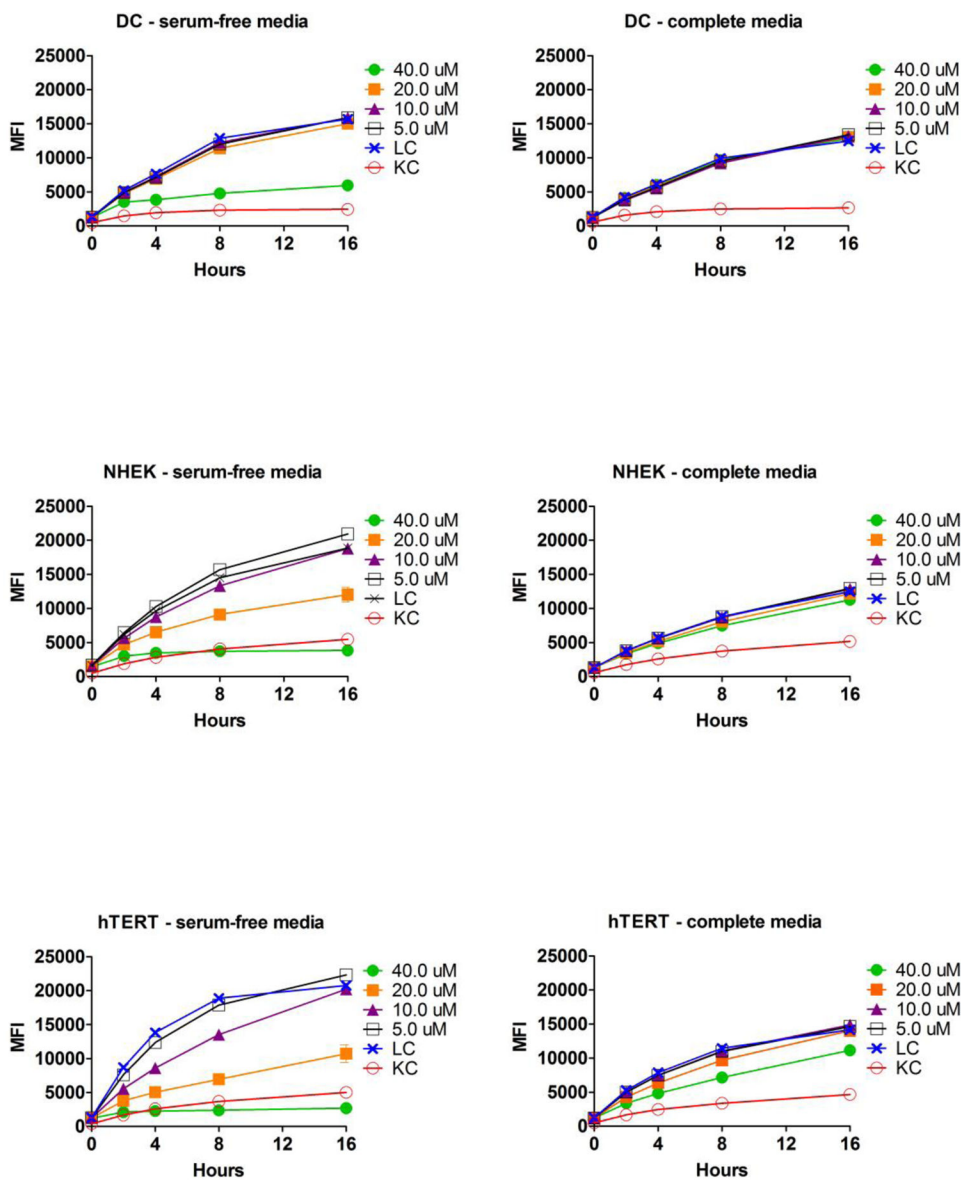 DC - serum-free media
25000
20000
15000
10000
5000
0
MFI
0 4 8 12 16
Hours
40.0 uM
20.0 uM
10.0 uM
5.0 uM
LC
KC
DC - complete media
25000
20000
15000
10000
5000
0
MFI
0 4 8 12 16
Hours
40.0 uM
20.0 uM
10.0 uM
5.0 uM
LC
KC
NHEK - serum-free media
25000
20000
15000
10000
5000
0
MFI
0 4 8 12 16
Hours
40.0 uM
20.0 uM
10.0 uM
5.0 uM
LC
KC
NHEK - complete media
25000
20000
15000
10000
5000
0
MFI
0 4 8 12 16
Hours
40.0 uM
20.0 uM
10.0 uM
5.0 uM
LC
KC
hTERT - serum-free media
25000
20000
15000
10000
5000
0
MFI
0 4 8 12 16
Hours
40.0 uM
20.0 uM
10.0 uM
5.0 uM
LC
KC
hTERT - complete media
25000
20000
15000
10000
5000
0
MFI
0 4 8 12 16
Hours
40.0 uM
20.0 uM
10.0 uM
5.0 uM
LC
KC